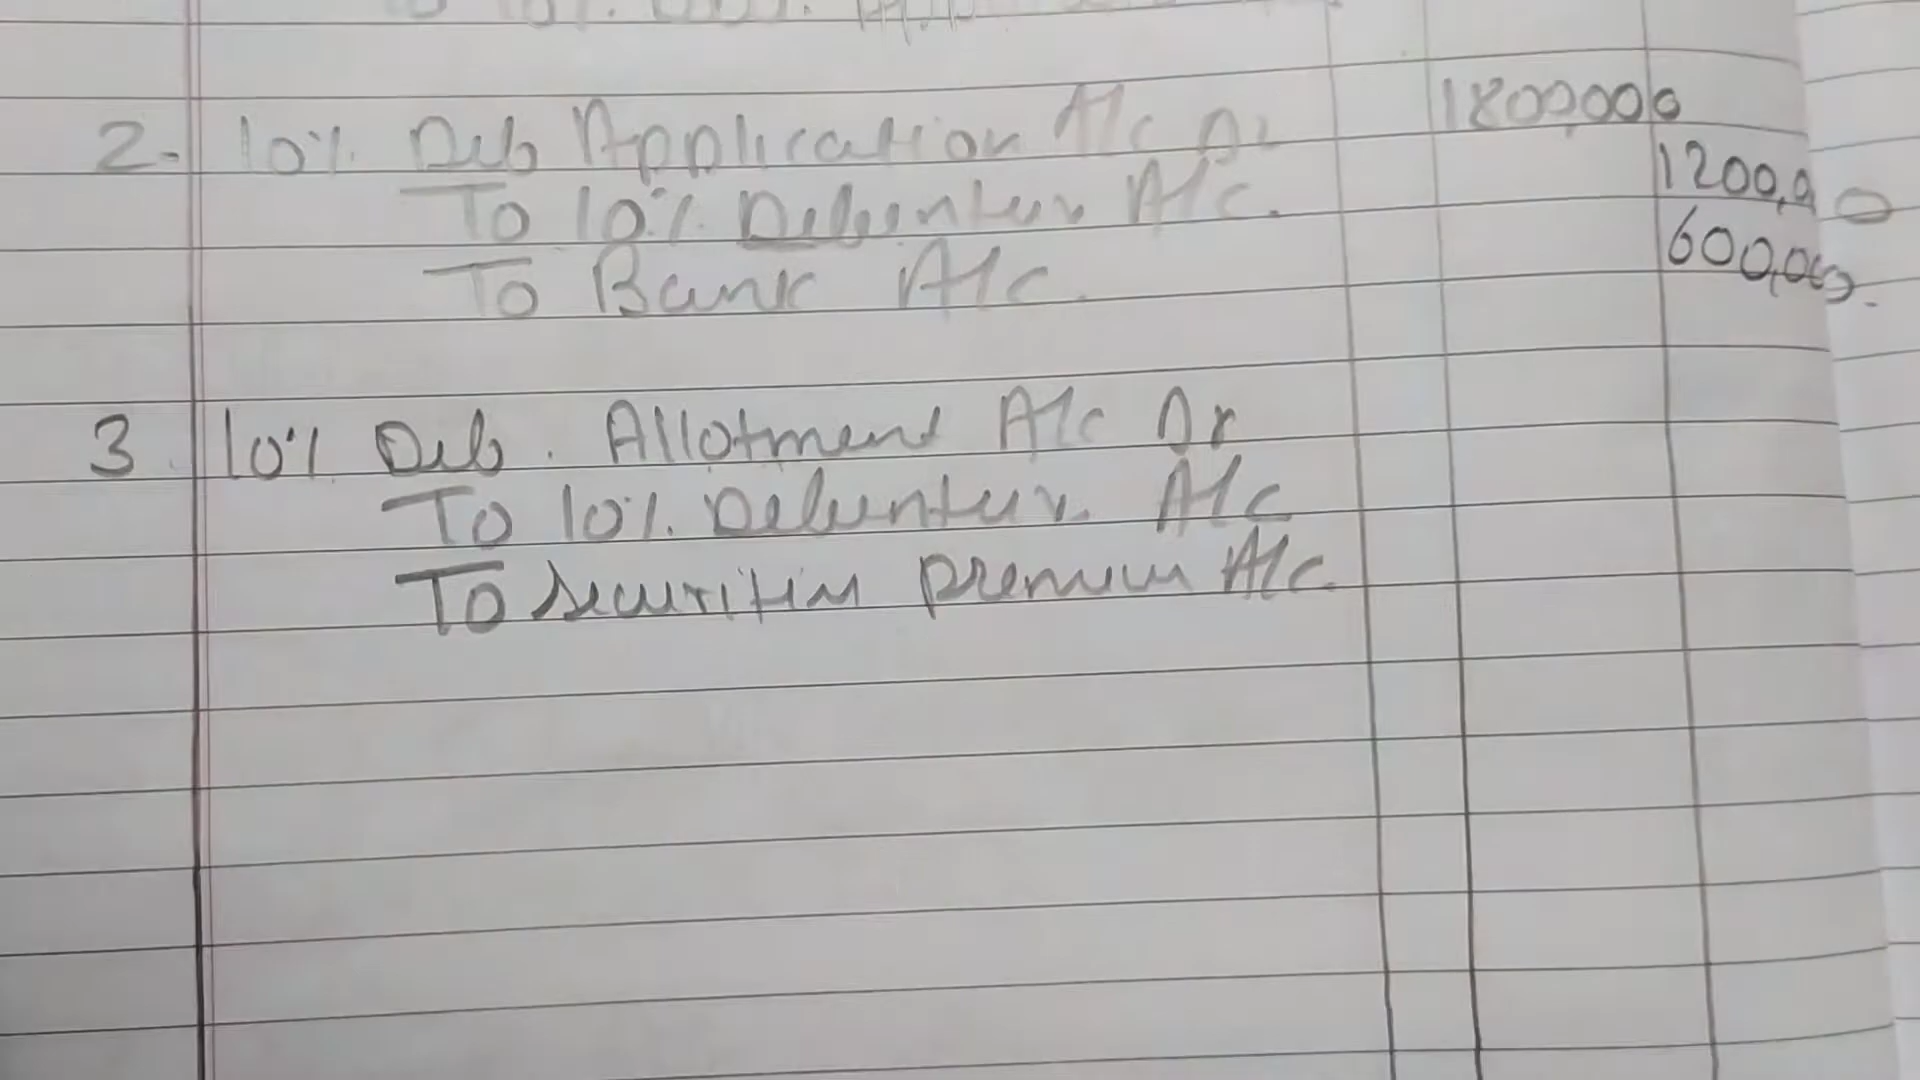 2. 10% Deb Application A/c Dr 1800,000
To 10% Debenture A/c. 1200,0
To Bank A/c. 600,000.
3. 10% Deb. Allotment A/c Dr
To 10% Debenture A/c
To Securities premium A/c.